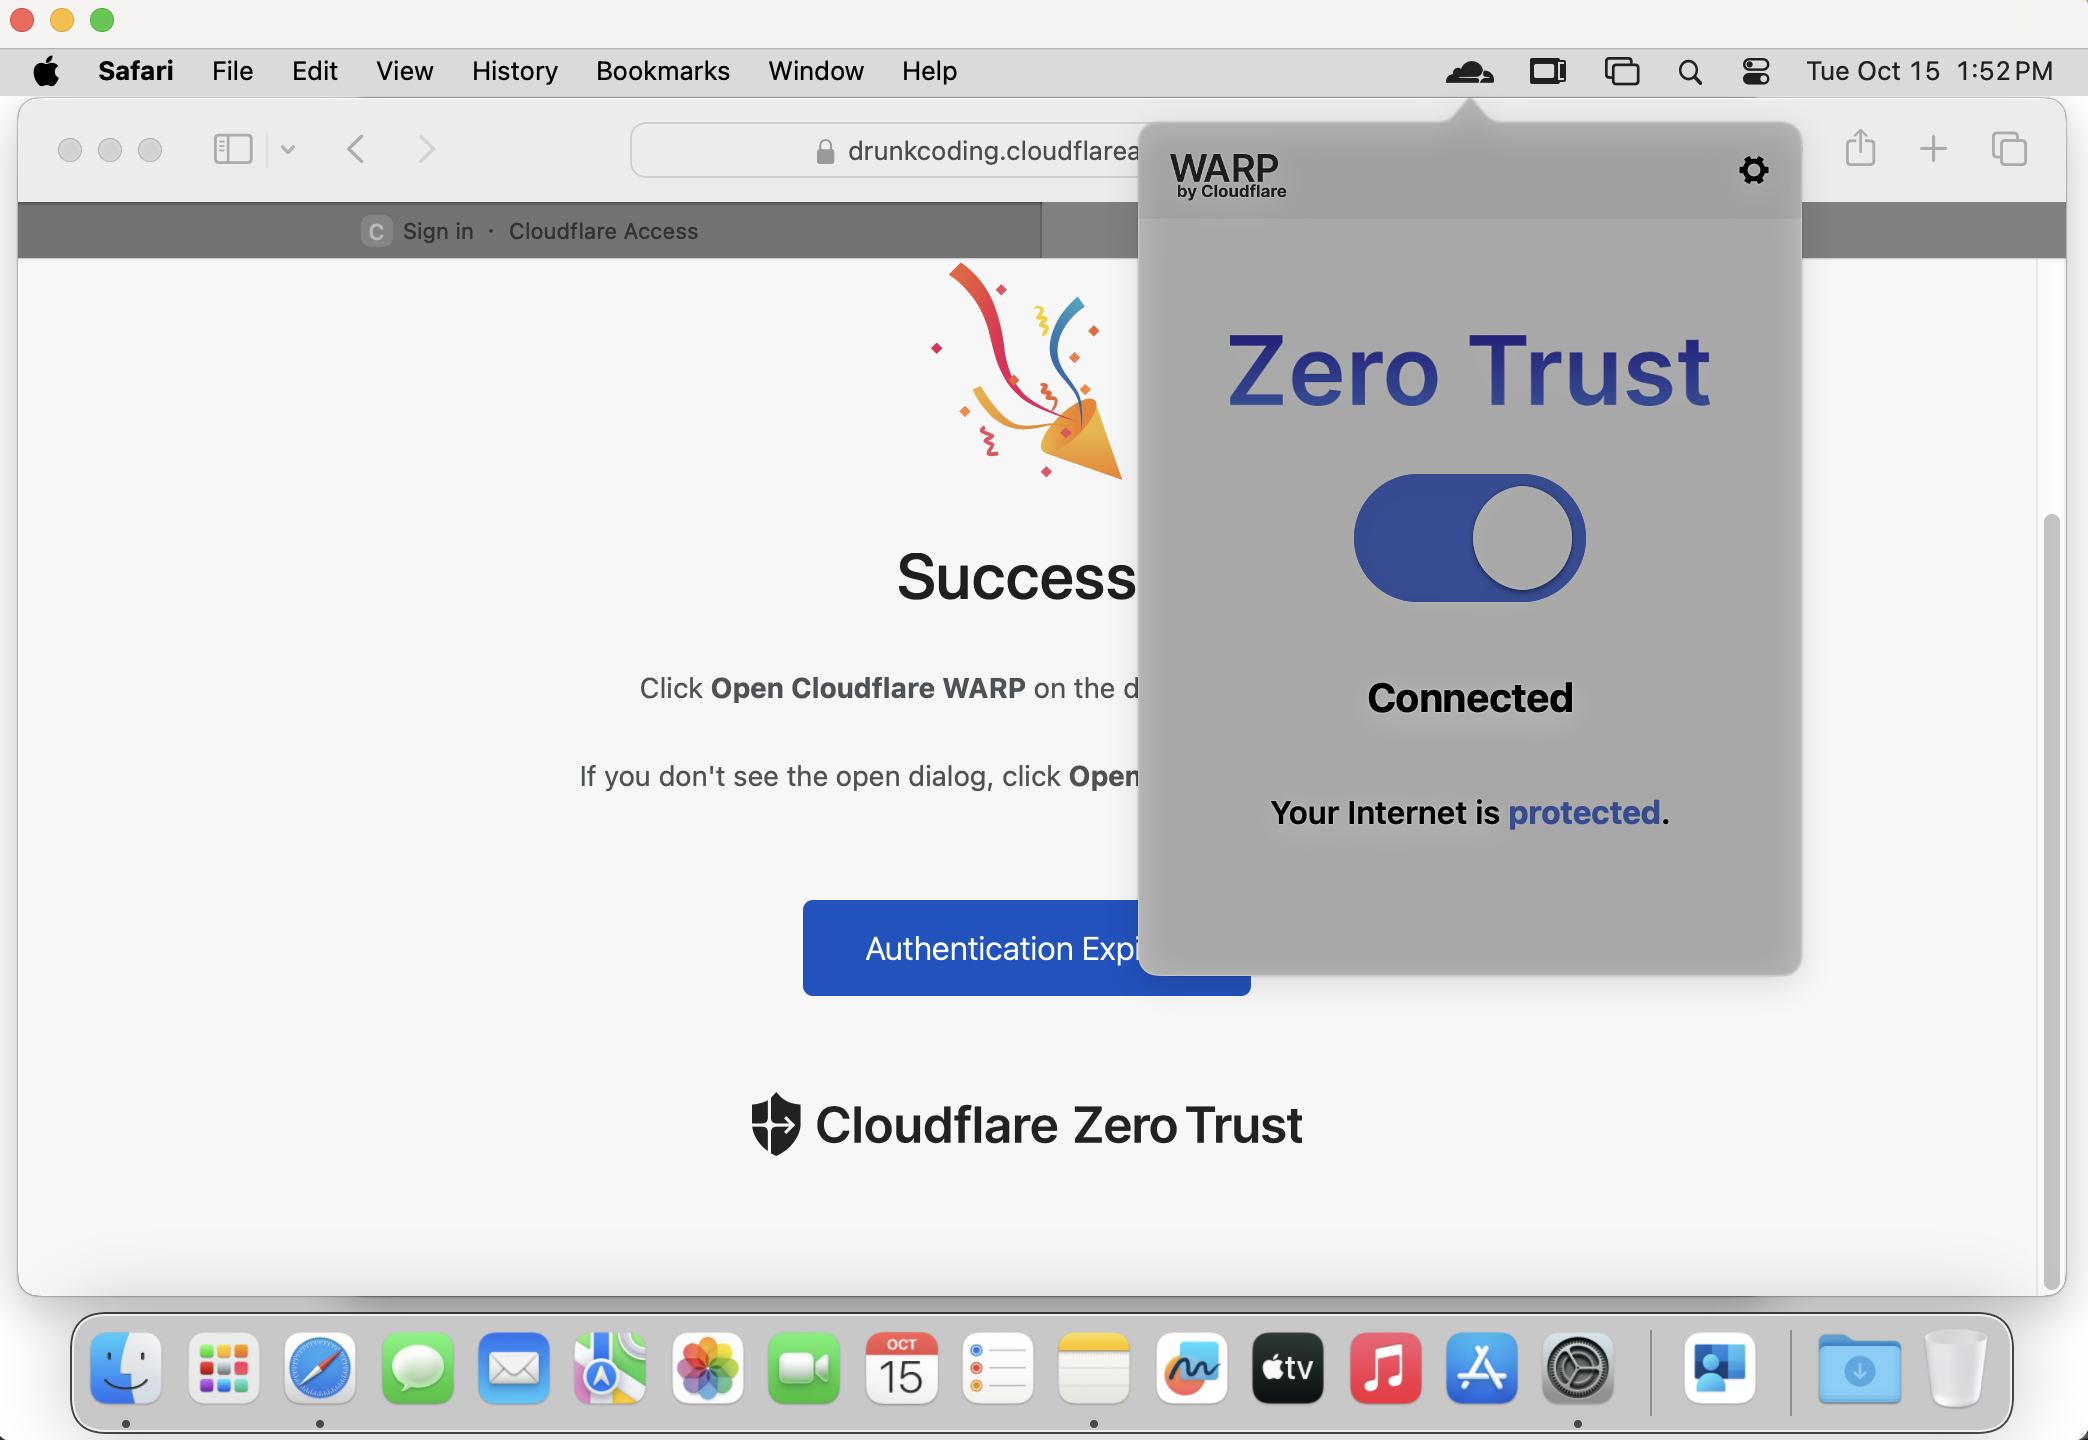 Safari File Edit View History Bookmarks Window Help Tue Oct 15 1:52 PM
drunkcoding.cloudflarea
WARP
by Cloudflare
C Sign in · Cloudflare Access
Zero Trust
Success
Click Open Cloudflare WARP on the d
Connected
If you don't see the open dialog, click Open
Your Internet is protected.
Authentication Expi
Cloudflare Zero Trust
OCT
15
tv